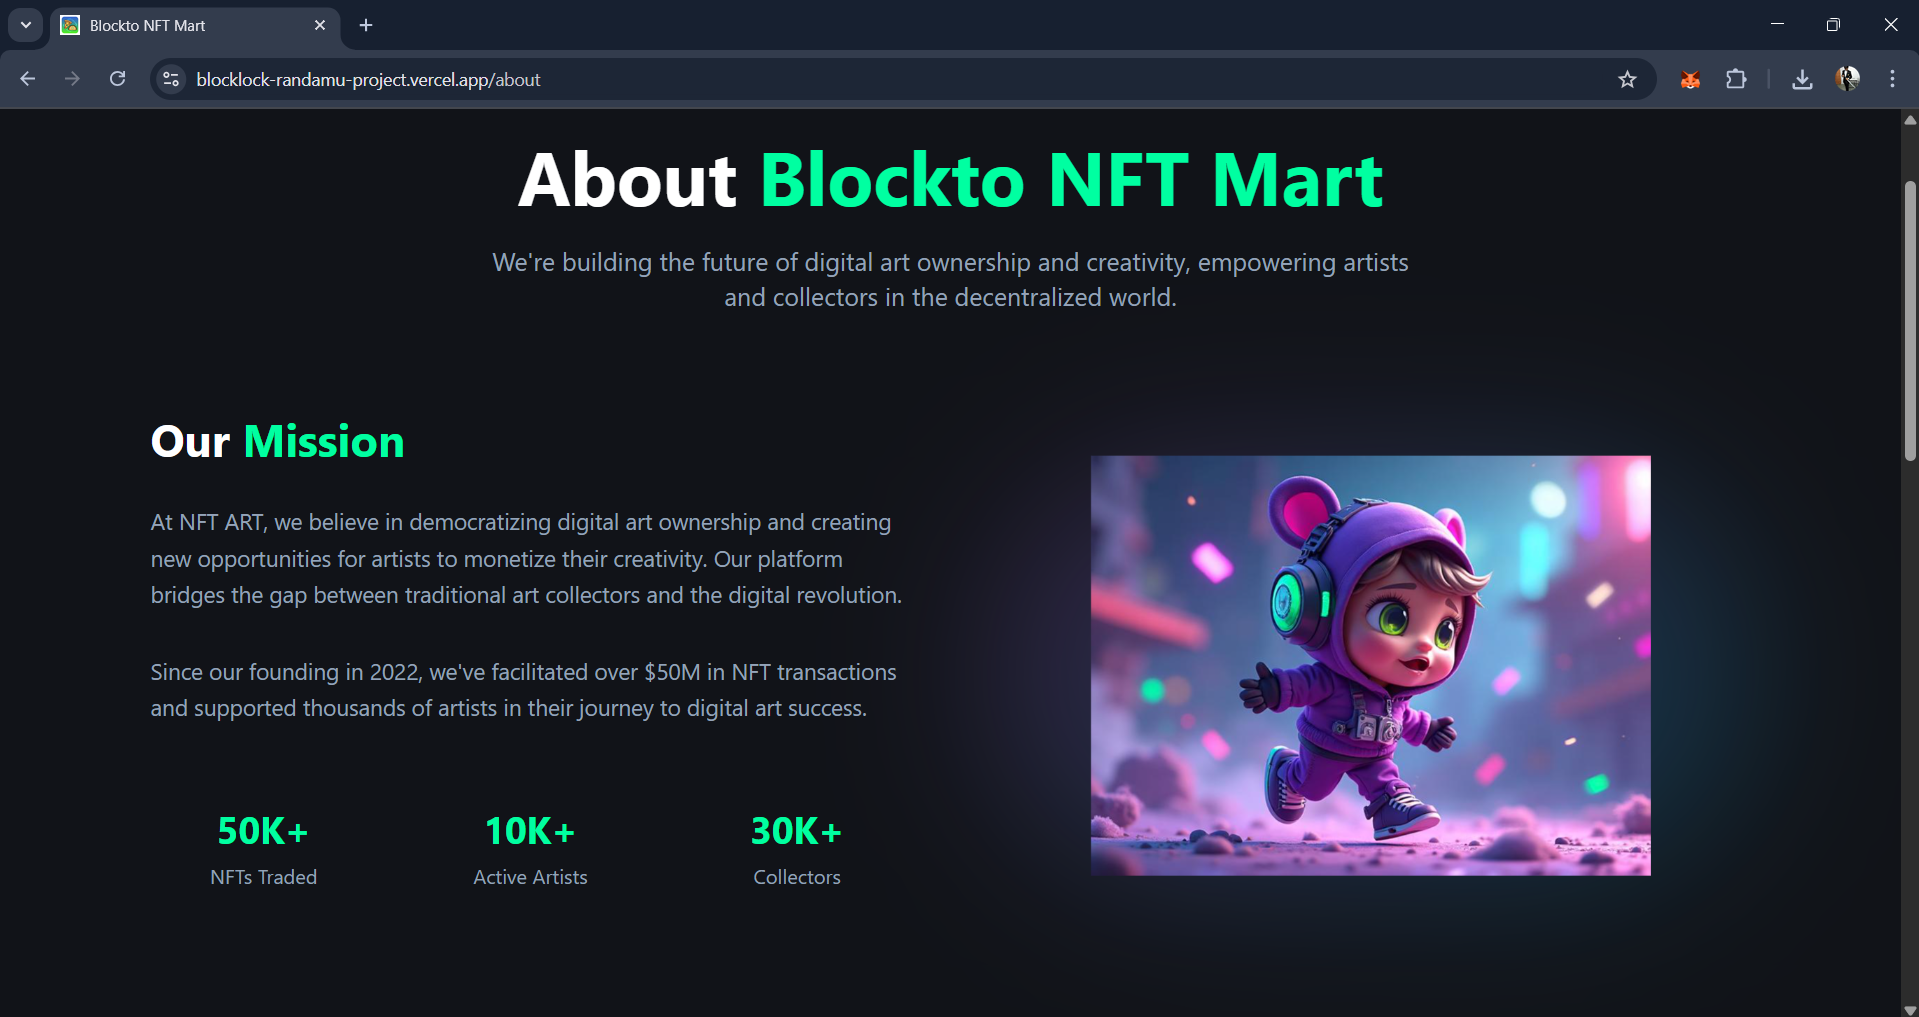 Blockto NFT Mart
blocklock-randamu-project.vercel.app/about
About Blockto NFT Mart
We're building the future of digital art ownership and creativity, empowering artists
and collectors in the decentralized world.
Our Mission
At NFT ART, we believe in democratizing digital art ownership and creating
new opportunities for artists to monetize their creativity. Our platform
bridges the gap between traditional art collectors and the digital revolution.
Since our founding in 2022, we've facilitated over $50M in NFT transactions
and supported thousands of artists in their journey to digital art success.
50K+ 10K+ 30K+
NFTs Traded Active Artists Collectors